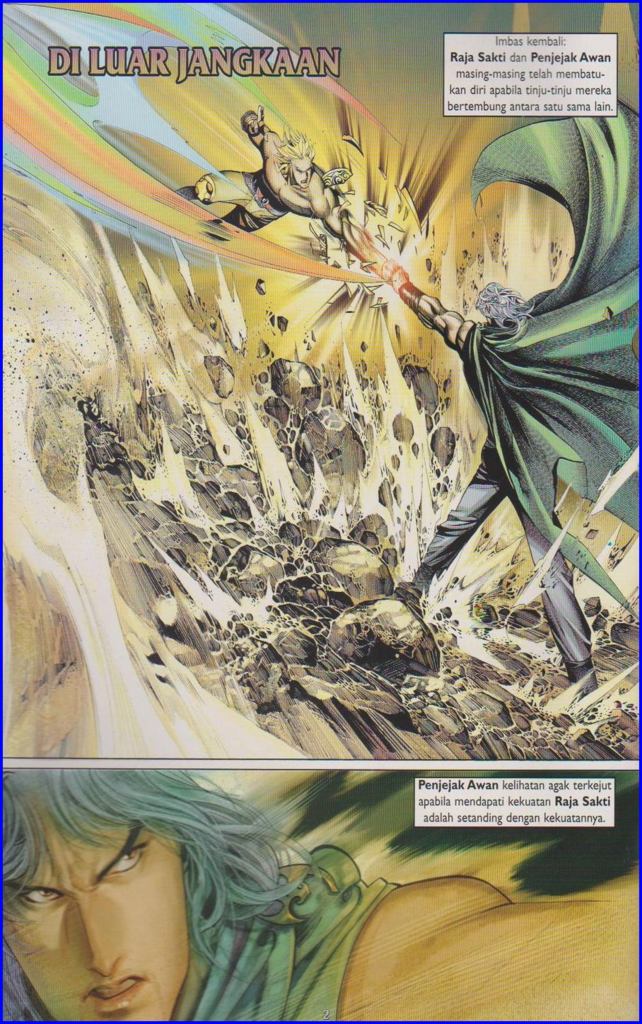 DI LUAR JANGKAAN
Imbas kembali:
Raja Sakti dan Penjejak Awan
masing-masing telah membatu-
kan diri apabila tinju-tinju mereka
bertembung antara satu sama lain.
Penjejak Awan kelihatan agak terkejut
apabila mendapati kekuatan Raja Sakti
adalah setanding dengan kekuatannya.
2